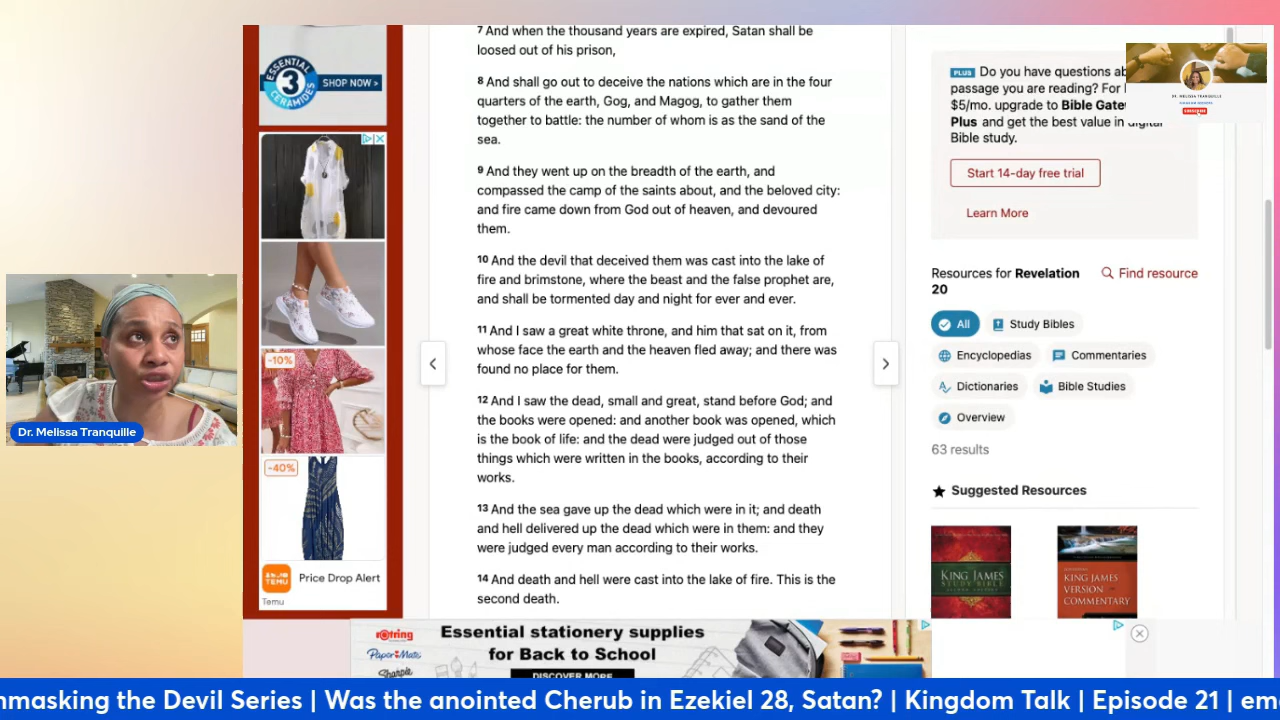 ESSENTIAL
3
CERAMIDES
SHOP NOW >
-10%
-40%
TEMU
Price Drop Alert
Temu
Dr. Melissa Tranquille
7 And when the thousand years are expired, Satan shall be
loosed out of his prison,
8 And shall go out to deceive the nations which are in the four
quarters of the earth, Gog, and Magog, to gather them
together to battle: the number of whom is as the sand of the
sea.
9 And they went up on the breadth of the earth, and
compassed the camp of the saints about, and the beloved city:
and fire came down from God out of heaven, and devoured
them.
10 And the devil that deceived them was cast into the lake of
fire and brimstone, where the beast and the false prophet are,
and shall be tormented day and night for ever and ever.
11 And I saw a great white throne, and him that sat on it, from
whose face the earth and the heaven fled away; and there was
found no place for them.
12 And I saw the dead, small and great, stand before God; and
the books were opened: and another book was opened, which
is the book of life: and the dead were judged out of those
things which were written in the books, according to their
works.
13 And the sea gave up the dead which were in it; and death
and hell delivered up the dead which were in them: and they
were judged every man according to their works.
14 And death and hell were cast into the lake of fire. This is the
second death.
PLUS Do you have questions ab
passage you are reading? For
$5/mo. upgrade to Bible Gate
Plus and get the best value in digital
Bible study.
Start 14-day free trial
Learn More
DR. MELISSA TRANQUILLE
SUBSCRIBE
Resources for Revelation
20
Find resource
All
Study Bibles
Encyclopedias
Commentaries
Dictionaries
Bible Studies
Overview
63 results
Suggested Resources
KING JAMES
STUDY BIBLE
KING JAMES
VERSION
COMMENTARY
rotring
Paper Mate
Sharpie
Essential stationery supplies
for Back to School
DISCOVER MORE
nmasking the Devil Series | Was the anointed Cherub in Ezekiel 28, Satan? | Kingdom Talk | Episode 21 | em